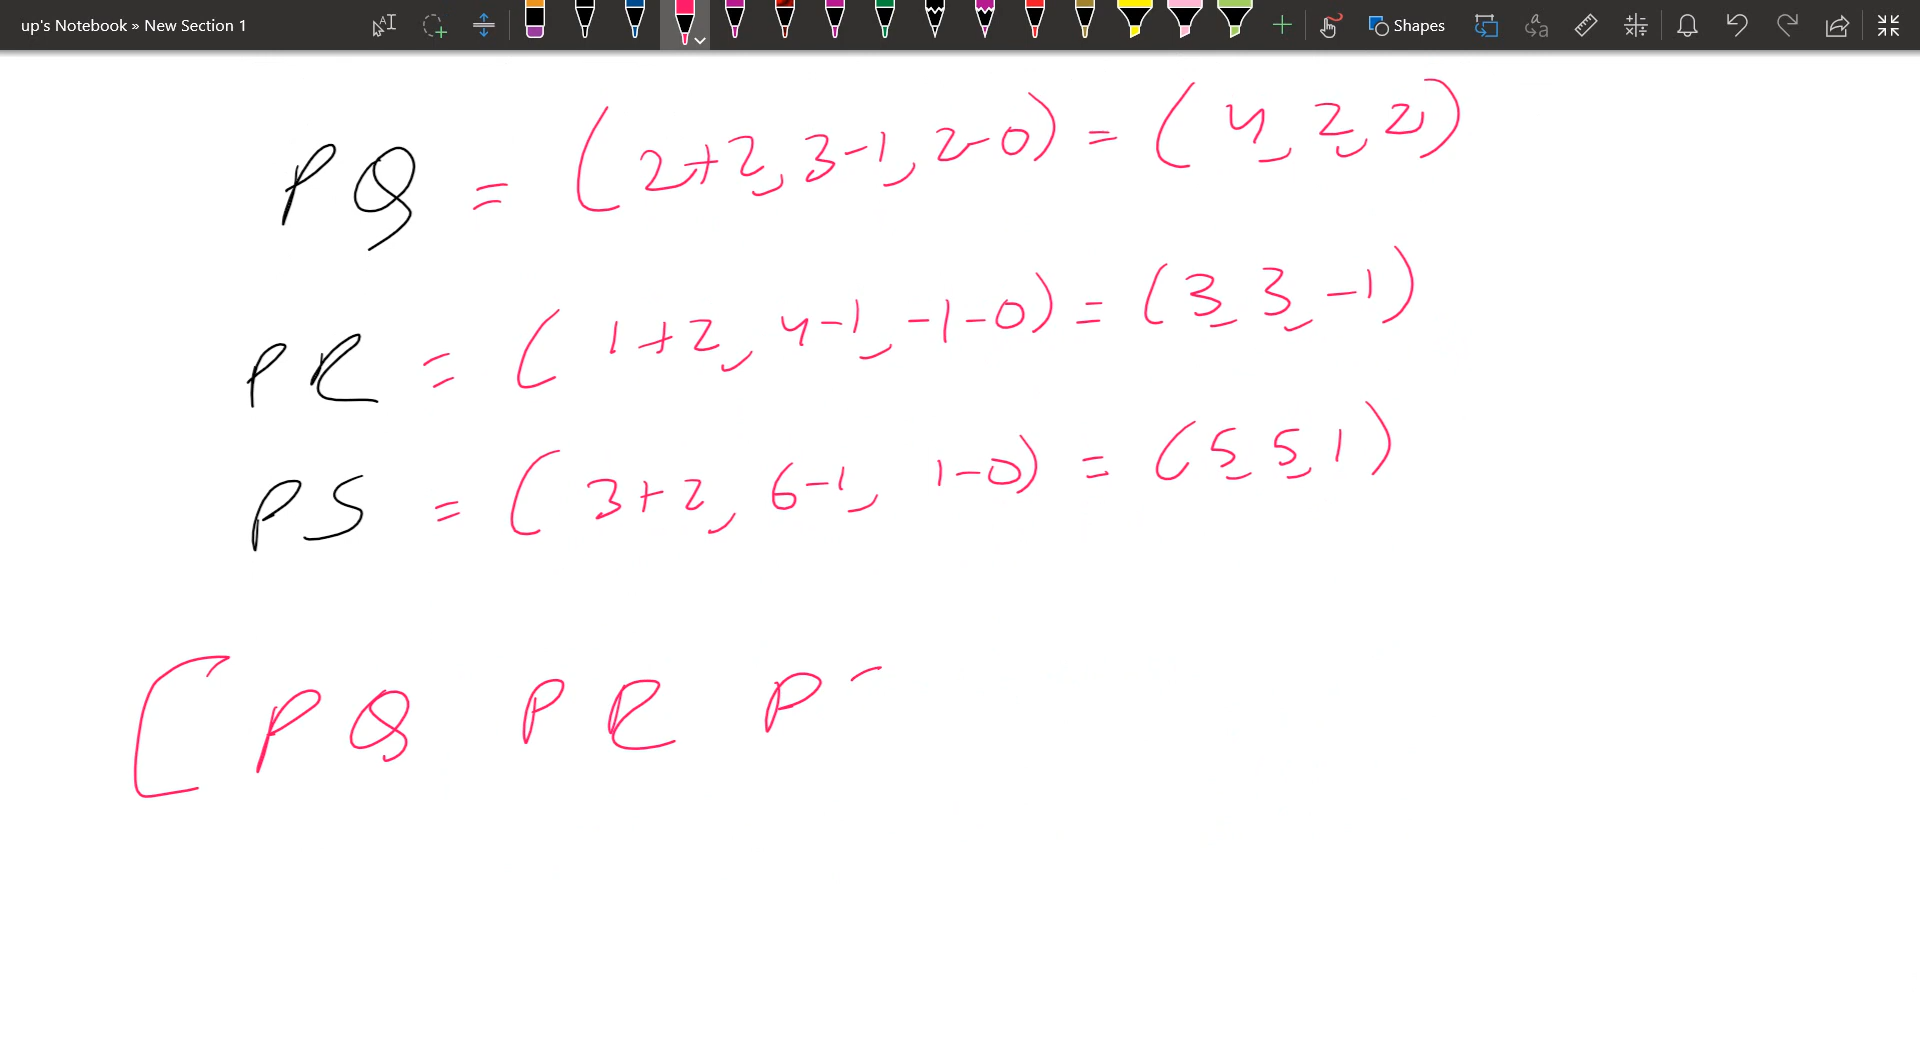 up's Notebook » New Section 1
Shapes
PQ = (2+2, 3-1, 2-0) = (4, 2, 2)
PR = (1+2, 4-1, -1-0) = (3, 3, -1)
PS = (3+2, 6-1, 1-0) = (5, 5, 1)
[PQ PR P